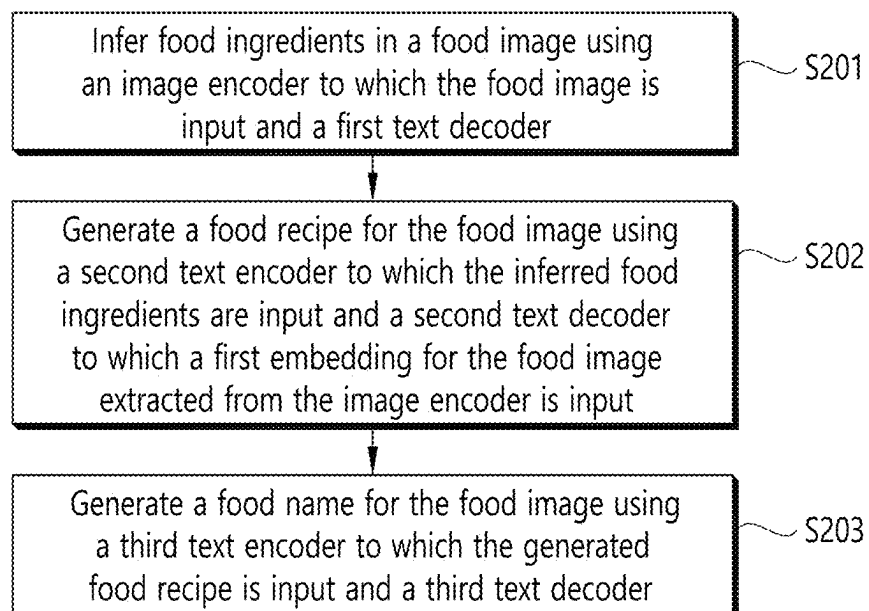 Infer food ingredients in a food image using
an image encoder to which the food image is
input and a first text decoder
S201
Generate a food recipe for the food image using
a second text encoder to which the inferred food
ingredients are input and a second text decoder
to which a first embedding for the food image
extracted from the image encoder is input
S202
Generate a food name for the food image using
a third text encoder to which the generated
food recipe is input and a third text decoder
S203